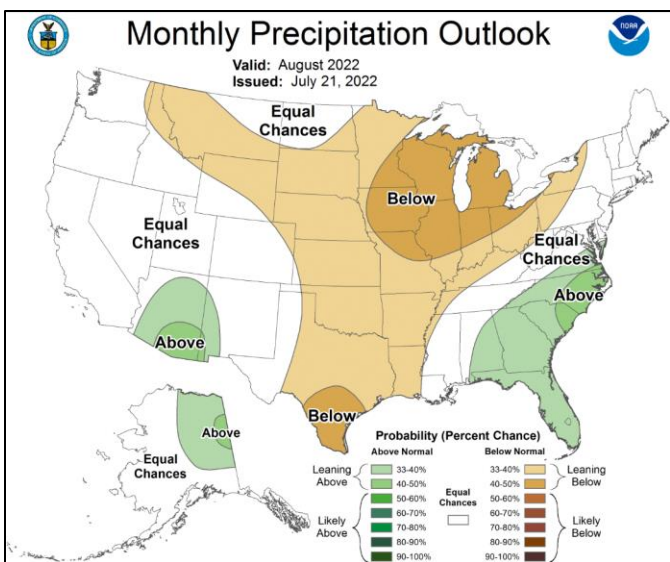 Monthly Precipitation Outlook
NOAA
Valid: August 2022
Issued: July 21, 2022
Equal
Chances
Below
Equal
Chances
Equal
Chances
Above
Above
Below
Above
Equal
Chances
Probability (Percent Chance)
Above Normal
Below Normal
Leaning
Above
33-40%
40-50%
Likely
Above
50-60%
60-70%
70-80%
80-90%
90-100%
Equal
Chances
33-40%
40-50%
Leaning
Below
50-60%
60-70%
70-80%
80-90%
90-100%
Likely
Below